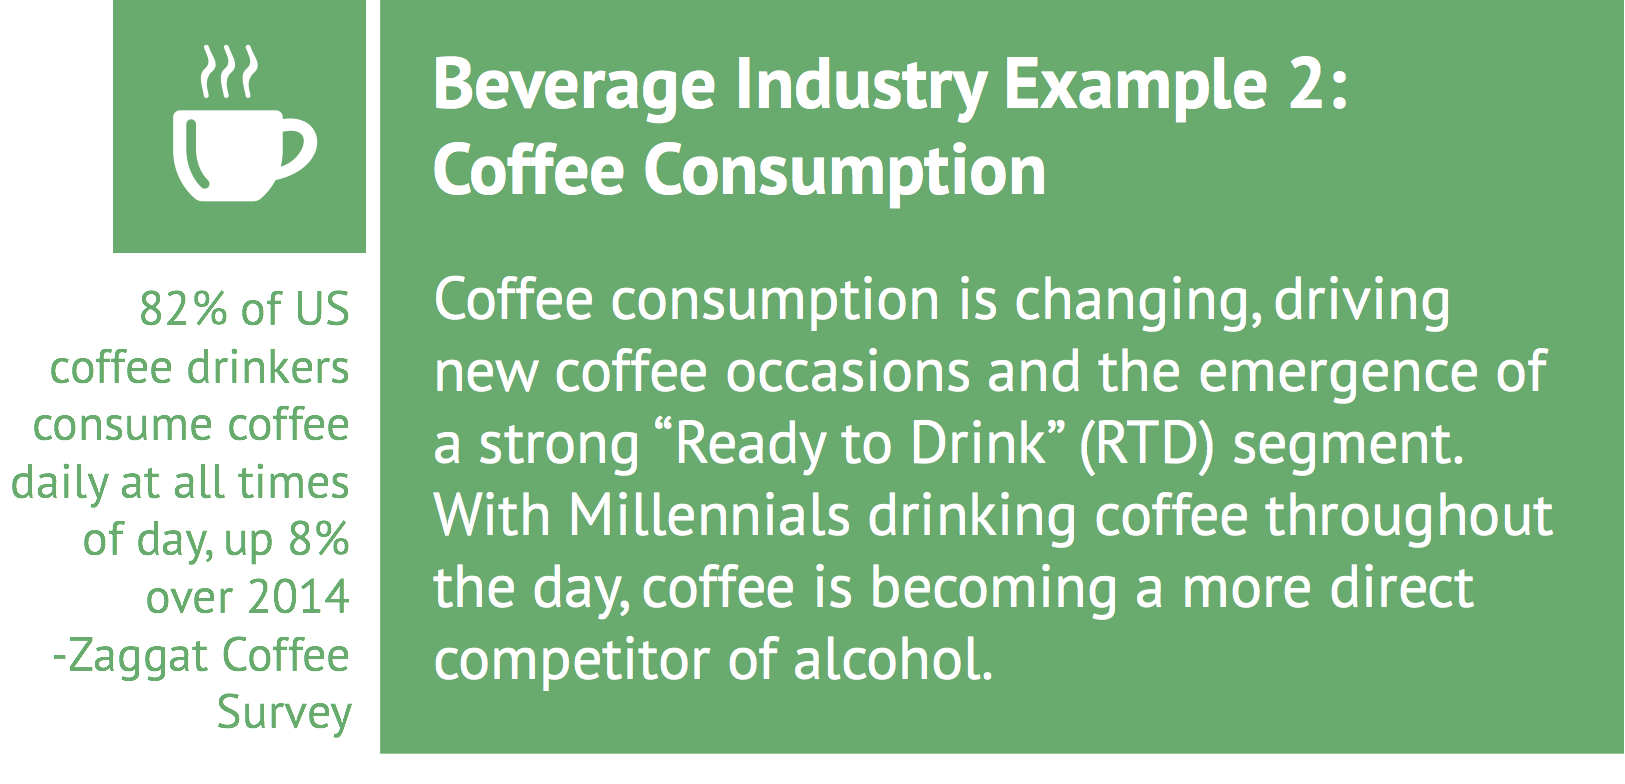 Beverage Industry Example 2:
Coffee Consumption
82% of US
coffee drinkers
consume coffee
daily at all times
of day, up 8%
over 2014
-Zaggat Coffee
Survey
Coffee consumption is changing, driving
new coffee occasions and the emergence of
a strong “Ready to Drink” (RTD) segment.
With Millennials drinking coffee throughout
the day, coffee is becoming a more direct
competitor of alcohol.